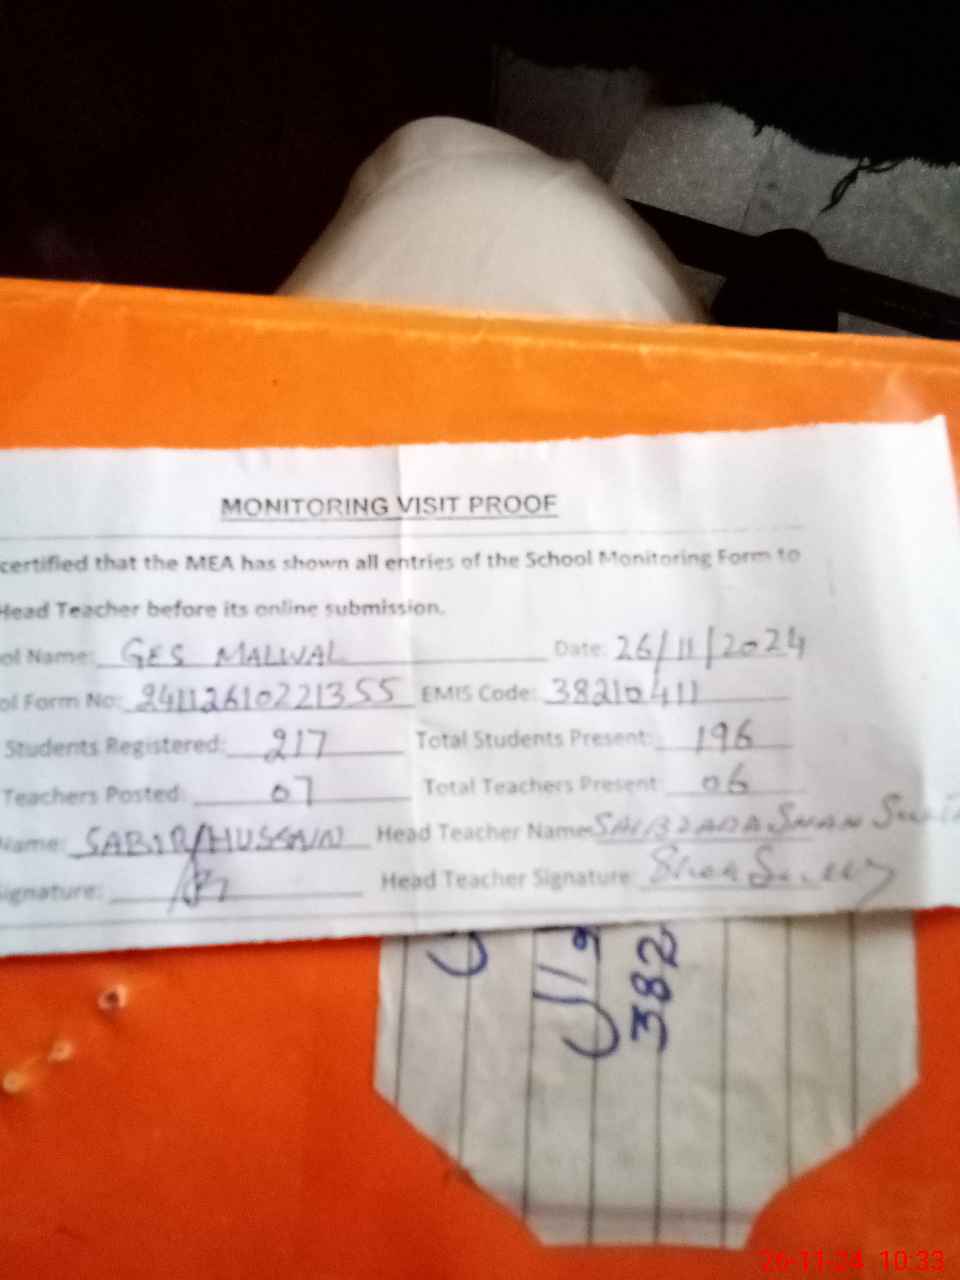 MONITORING VISIT PROOF
certified that the MEA has shown all entries of the School Monitoring Form to
Head Teacher before its online submission.
ol Name: GES MALWAL Date: 26/11/2024
ol Form No: 24112610221355 EMIS Code: 38210411
Students Registered: 217 Total Students Present: 196
Teachers Posted: 07 Total Teachers Present: 06
Name: SABIR HUSSAIN Head Teacher Name:
Signature: Head Teacher Signature:
382
26-11-24 10:33